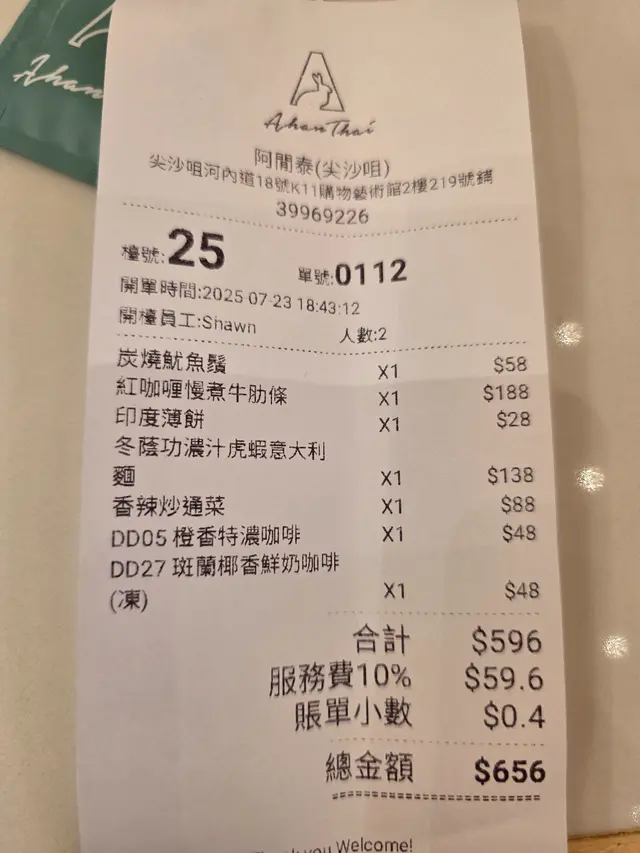 Ahan
Ahan Thai
阿閒泰(尖沙咀)
尖沙咀河內道18號K11購物藝術館2樓219號鋪
39969226
檯號:25 單號:0112
開單時間:2025-07-23 18:43:12
開檯員工:Shawn 人數:2
炭燒魷魚鬚 X1 $58
紅咖喱慢煮牛肋條 X1 $188
印度薄餅 X1 $28
冬蔭功濃汁虎蝦意大利
麵 X1 $138
香辣炒通菜 X1 $88
DD05 橙香特濃咖啡 X1 $48
DD27 斑蘭椰香鮮奶咖啡
(凍) X1 $48
合計 $596
服務費10% $59.6
賬單小數 $0.4
總金額 $656
you Welcome!